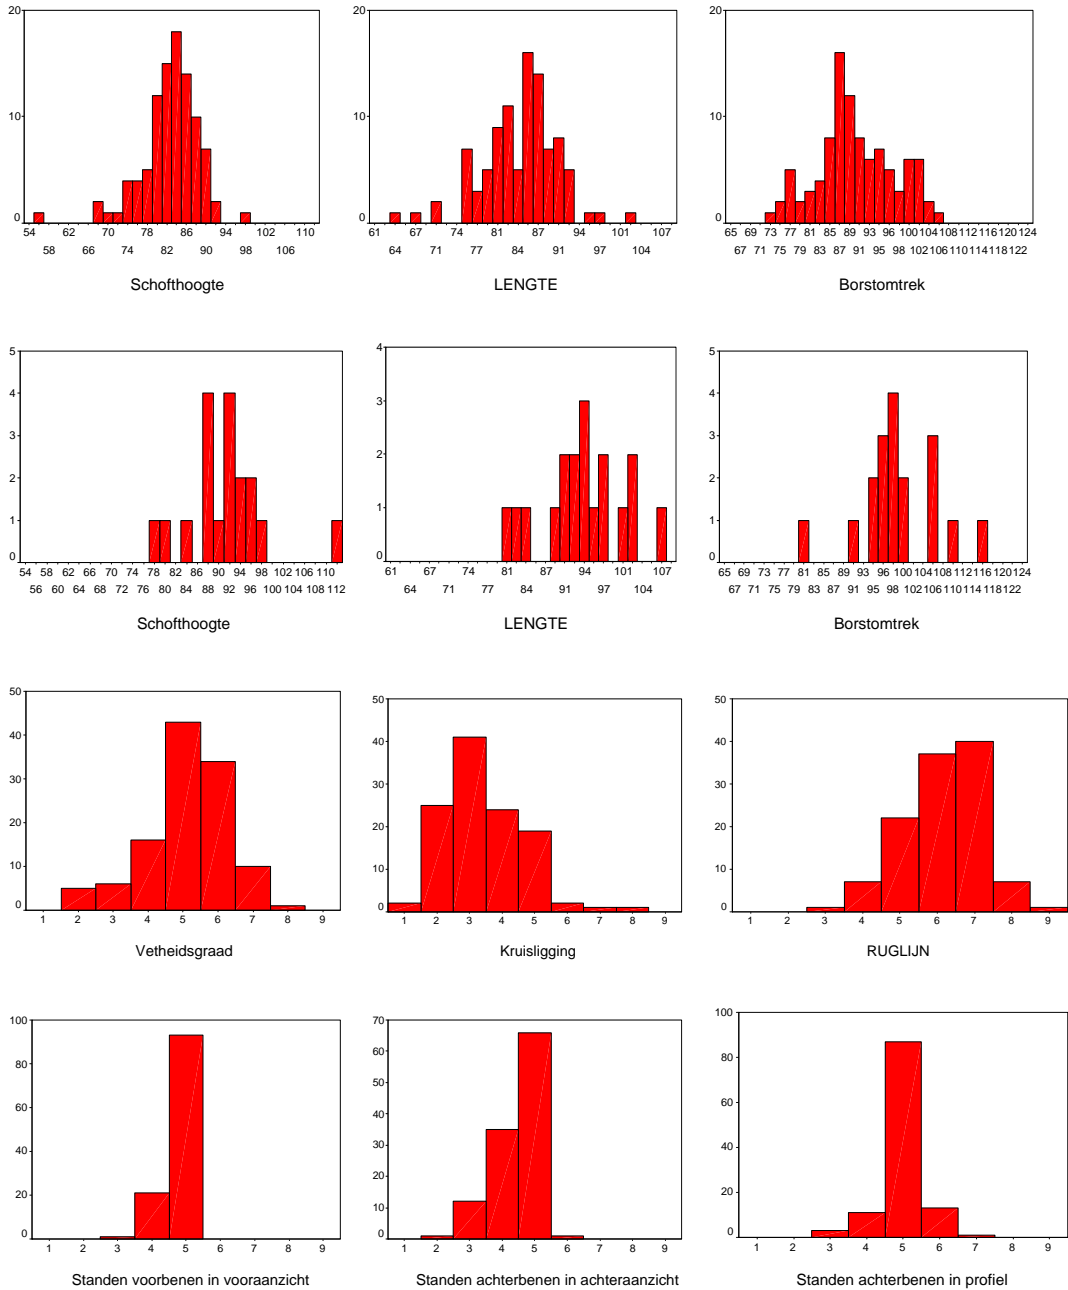 20
10
0
54 62 70 78 82 86 90 94 102 110
58 66 74 98 106
Schofthoogte
20
10
0
61 67 74 81 87 94 101 107
64 71 77 84 91 97 104
LENGTE
20
10
0
65 69 73 77 81 85 89 93 96 100 104 108 112 116 120 124
67 71 75 79 83 87 91 95 98 102 106 110 114 118 122
Borstomtrek
5
4
3
2
1
0
54 58 62 66 70 74 78 82 86 90 94 98 102 106 110
56 60 64 68 72 76 80 84 88 92 96 100 104 108 112
Schofthoogte
4
3
2
1
0
61 67 74 81 87 94 101 107
64 71 77 84 91 97 104
LENGTE
5
4
3
2
1
0
65 69 73 77 81 85 89 93 96 100 104 108 112 116 120 124
67 71 75 79 83 87 91 95 98 102 106 110 114 118 122
Borstomtrek
50
40
30
20
10
0
1 2 3 4 5 6 7 8 9
Vetheidsgraad
50
40
30
20
10
0
1 2 3 4 5 6 7 8 9
Kruisligging
50
40
30
20
10
0
1 2 3 4 5 6 7 8 9
RUGLIJN
100
80
60
40
20
0
1 2 3 4 5 6 7 8 9
Standen voorbenen in vooraanzicht
70
60
50
40
30
20
10
0
1 2 3 4 5 6 7 8 9
Standen achterbenen in achteraanzicht
100
80
60
40
20
0
1 2 3 4 5 6 7 8 9
Standen achterbenen in profiel